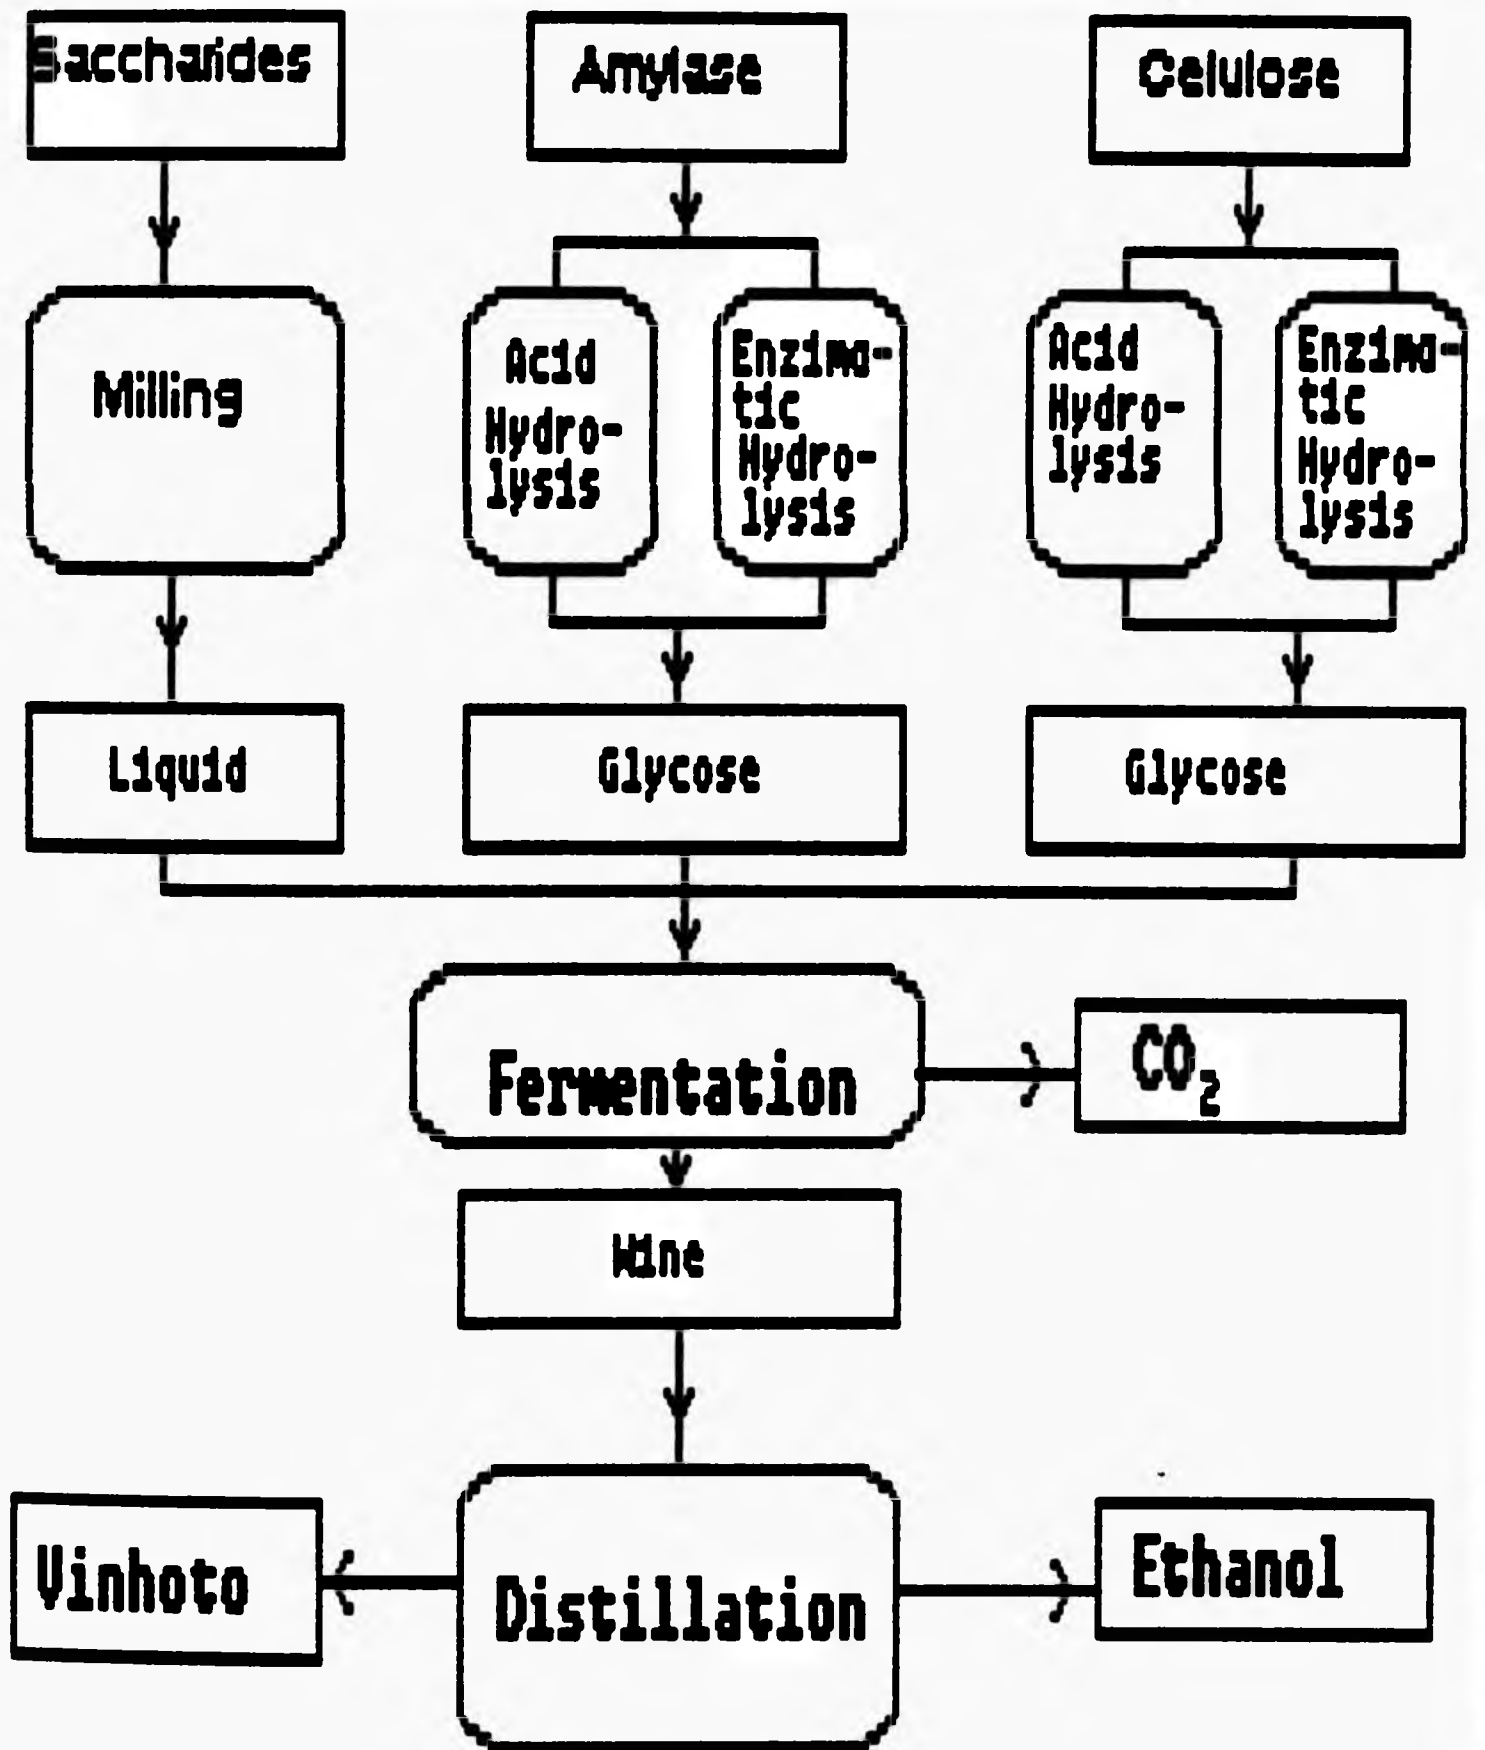 Saccharides
Amylase
Celulose
Milling
Acid
Hydro-
lysis
Enzima-
tic
Hydro-
lysis
Acid
Hydro-
lysis
Enzima-
tic
Hydro-
lysis
Liquid
Glycose
Glycose
Fermentation
CO2
Wine
Vinhoto
Distillation
Ethanol